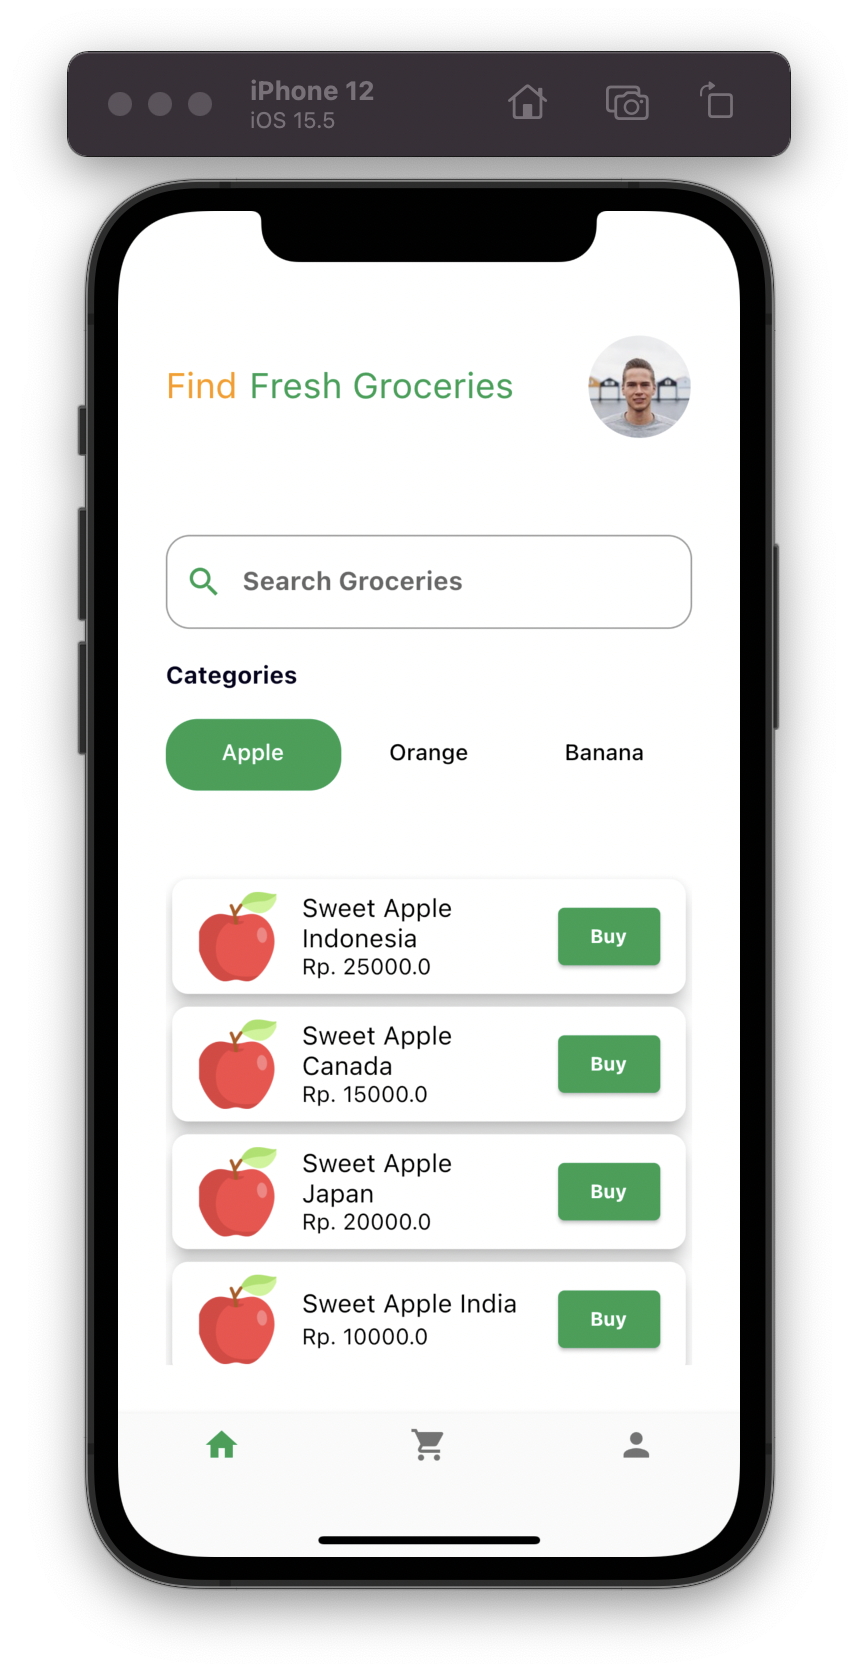 iPhone 12
iOS 15.5
Find Fresh Groceries
Search Groceries
Categories
Apple Orange Banana
Sweet Apple
Indonesia
Rp. 25000.0
Buy
Sweet Apple
Canada
Rp. 15000.0
Buy
Sweet Apple
Japan
Rp. 20000.0
Buy
Sweet Apple India
Rp. 10000.0
Buy